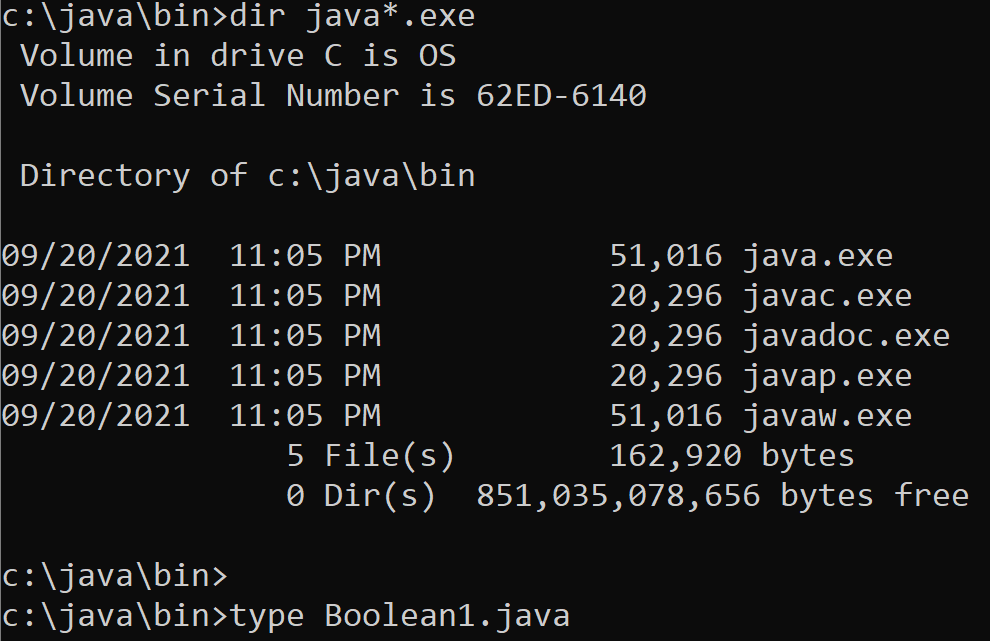 c:\java\bin>dir java*.exe
 Volume in drive C is OS
 Volume Serial Number is 62ED-6140

 Directory of c:\java\bin

09/20/2021  11:05 PM            51,016 java.exe
09/20/2021  11:05 PM            20,296 javac.exe
09/20/2021  11:05 PM            20,296 javadoc.exe
09/20/2021  11:05 PM            20,296 javap.exe
09/20/2021  11:05 PM            51,016 javaw.exe
               5 File(s)        162,920 bytes
               0 Dir(s)  851,035,078,656 bytes free

c:\java\bin>
c:\java\bin>type Boolean1.java